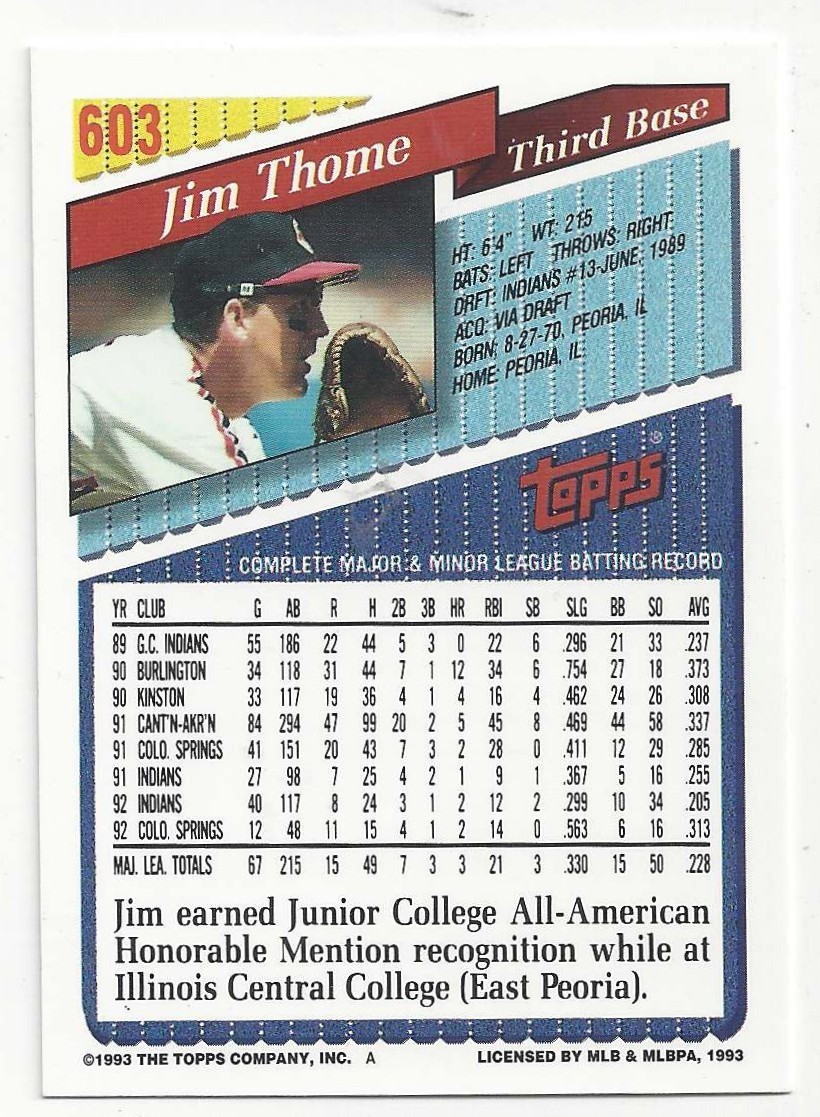 603
Jim Thome
Third Base
HT: 6'4" WT: 215
BATS: LEFT THROWS: RIGHT
DRFT: INDIANS #13-JUNE, 1989
ACQ: VIA DRAFT
BORN: 8-27-70, PEORIA, IL
HOME: PEORIA, IL
Topps®
COMPLETE MAJOR & MINOR LEAGUE BATTING RECORD
YR CLUB G AB R H 2B 3B HR RBI SB SLG BB SO AVG
89 G.C. INDIANS 55 186 22 44 5 3 0 22 6 .296 21 33 .237
90 BURLINGTON 34 118 31 44 7 1 12 34 6 .754 27 18 .373
90 KINSTON 33 117 19 36 4 1 4 16 4 .462 24 26 .308
91 CANT'N-AKR'N 84 294 47 99 20 2 5 45 8 .469 44 58 .337
91 COLO. SPRINGS 41 151 20 43 7 3 2 28 0 .411 12 29 .285
91 INDIANS 27 98 7 25 4 2 1 9 1 .367 5 16 .255
92 INDIANS 40 117 8 24 3 1 2 12 2 .299 10 34 .205
92 COLO. SPRINGS 12 48 11 15 4 1 2 14 0 .563 6 16 .313
MAJ. LEA. TOTALS 67 215 15 49 7 3 3 21 3 .330 15 50 .228
Jim earned Junior College All-American
Honorable Mention recognition while at
Illinois Central College (East Peoria).
©1993 THE TOPPS COMPANY, INC. A LICENSED BY MLB & MLBPA, 1993